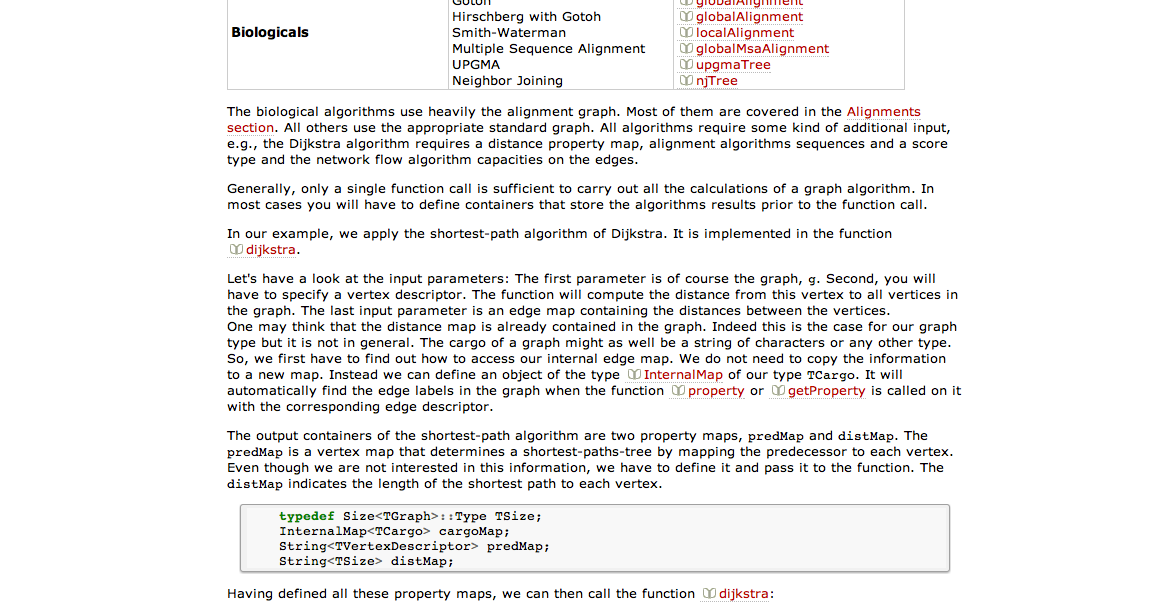 Gotoh globalAlignment
Hirschberg with Gotoh globalAlignment
Biologicals Smith-Waterman localAlignment
Multiple Sequence Alignment globalMsaAlignment
UPGMA upgmaTree
Neighbor Joining njTree
The biological algorithms use heavily the alignment graph. Most of them are covered in the Alignments
section. All others use the appropriate standard graph. All algorithms require some kind of additional input,
e.g., the Dijkstra algorithm requires a distance property map, alignment algorithms sequences and a score
type and the network flow algorithm capacities on the edges.
Generally, only a single function call is sufficient to carry out all the calculations of a graph algorithm. In
most cases you will have to define containers that store the algorithms results prior to the function call.
In our example, we apply the shortest-path algorithm of Dijkstra. It is implemented in the function
dijkstra.
Let's have a look at the input parameters: The first parameter is of course the graph, g. Second, you will
have to specify a vertex descriptor. The function will compute the distance from this vertex to all vertices in
the graph. The last input parameter is an edge map containing the distances between the vertices.
One may think that the distance map is already contained in the graph. Indeed this is the case for our graph
type but it is not in general. The cargo of a graph might as well be a string of characters or any other type.
So, we first have to find out how to access our internal edge map. We do not need to copy the information
to a new map. Instead we can define an object of the type InternalMap of our type TCargo. It will
automatically find the edge labels in the graph when the function property or getProperty is called on it
with the corresponding edge descriptor.
The output containers of the shortest-path algorithm are two property maps, predMap and distMap. The
predMap is a vertex map that determines a shortest-paths-tree by mapping the predecessor to each vertex.
Even though we are not interested in this information, we have to define it and pass it to the function. The
distMap indicates the length of the shortest path to each vertex.
typedef Size<TGraph>::Type TSize;
InternalMap<TCargo> cargoMap;
String<TVertexDescriptor> predMap;
String<TSize> distMap;
Having defined all these property maps, we can then call the function dijkstra: